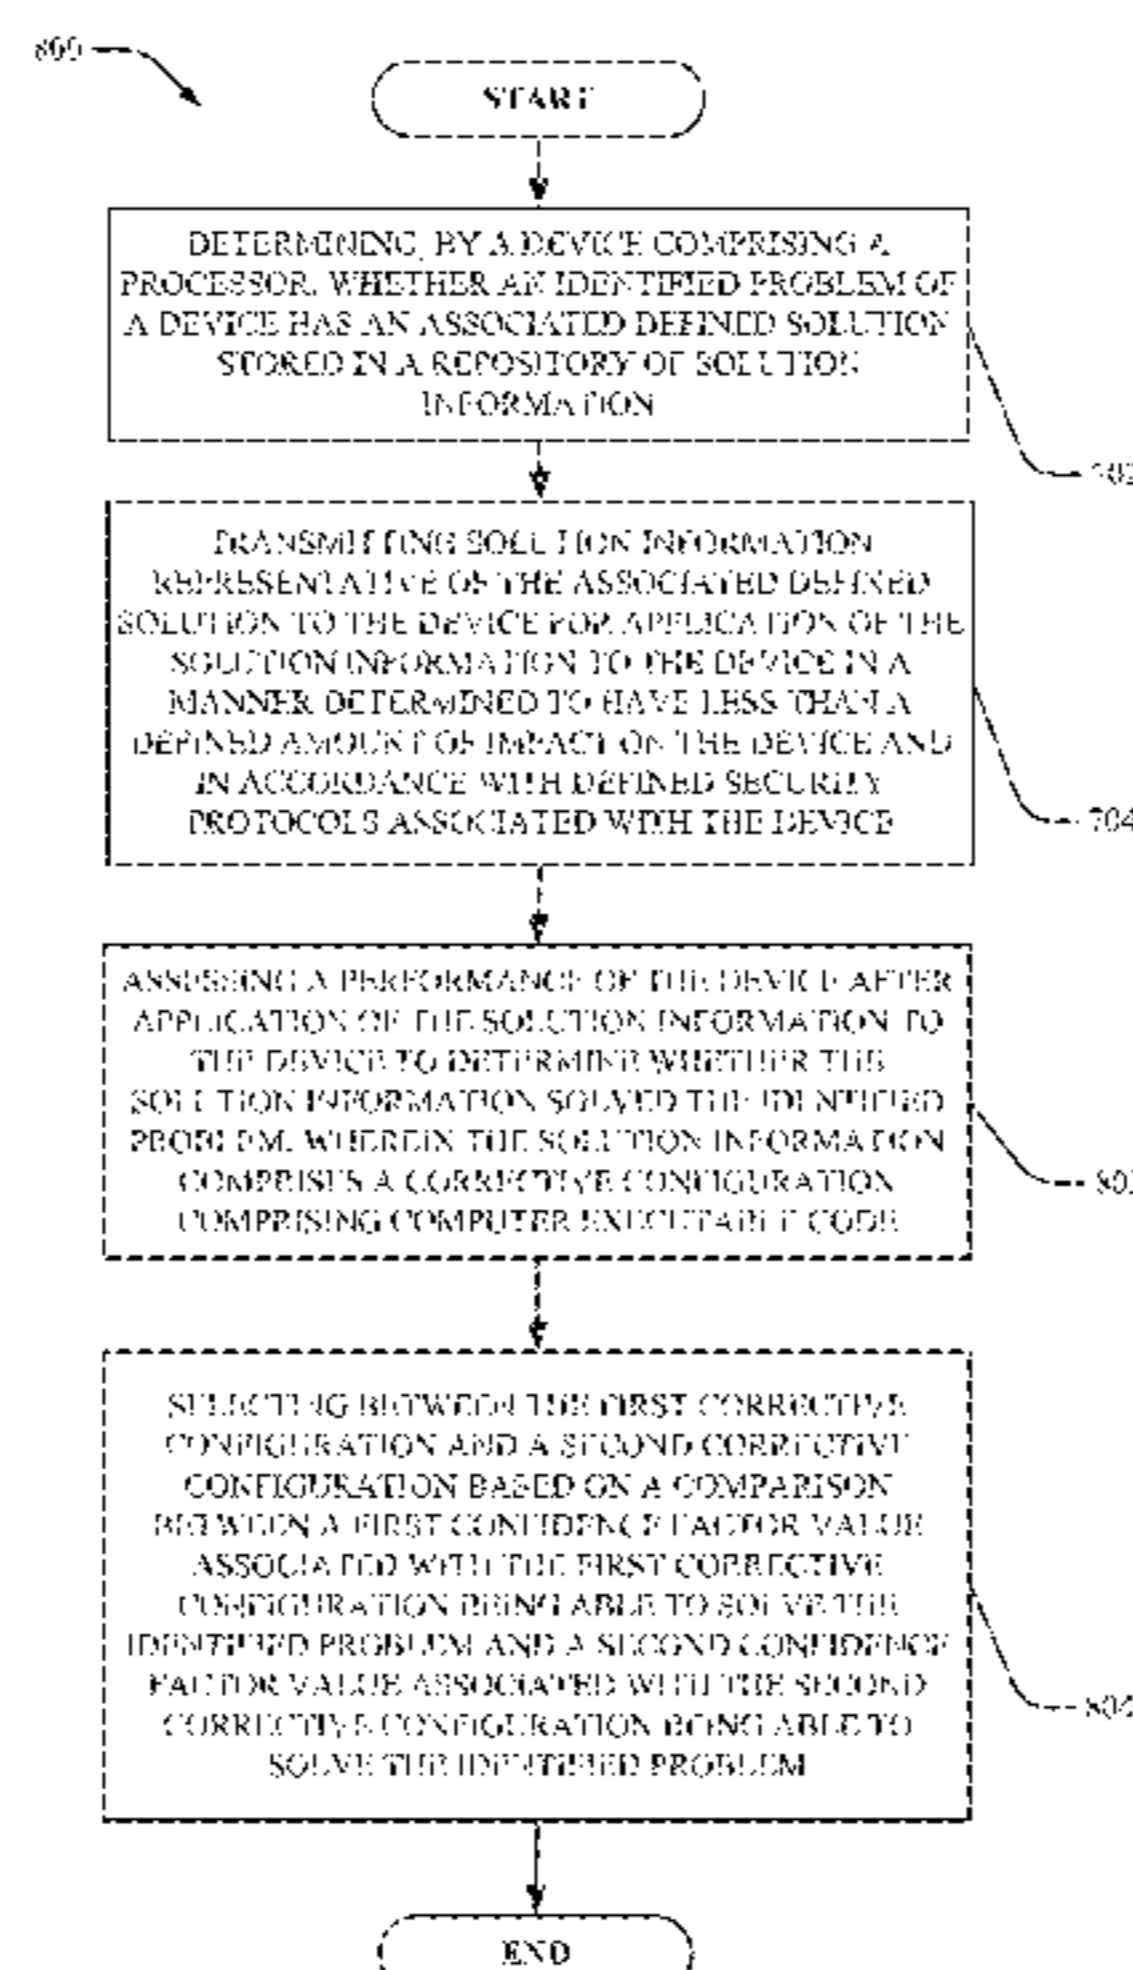 800
START
DETERMINING, BY A DEVICE COMPRISING A
PROCESSOR, WHETHER AN IDENTIFIED PROBLEM OF
A DEVICE HAS AN ASSOCIATED DEFINED SOLUTION
STORED IN A REPOSITORY OF SOLUTION
INFORMATION
TRANSMITTING SOLUTION INFORMATION
REPRESENTATIVE OF THE ASSOCIATED DEFINED
SOLUTION TO THE DEVICE FOR APPLICATION OF THE
SOLUTION INFORMATION TO THE DEVICE IN A
MANNER DETERMINED TO HAVE LESS THAN A
DEFINED AMOUNT OF IMPACT ON THE DEVICE AND
IN ACCORDANCE WITH DEFINED SECURITY
PROTOCOLS ASSOCIATED WITH THE DEVICE
704
ASSESSING A PERFORMANCE OF THE DEVICE AFTER
APPLICATION OF THE SOLUTION INFORMATION TO
THE DEVICE TO DETERMINE WHETHER THE
SOLUTION INFORMATION SOLVED THE IDENTIFIED
PROBLEM, WHEREIN THE SOLUTION INFORMATION
COMPRISES A CORRECTIVE CONFIGURATION
COMPRISING COMPUTER EXECUTABLE CODE
SELECTING BETWEEN THE FIRST CORRECTIVE
CONFIGURATION AND A SECOND CORRECTIVE
CONFIGURATION BASED ON A COMPARISON
BETWEEN A FIRST CONFIDENCE FACTOR VALUE
ASSOCIATED WITH THE FIRST CORRECTIVE
CONFIGURATION BEING ABLE TO SOLVE THE
IDENTIFIED PROBLEM AND A SECOND CONFIDENCE
FACTOR VALUE ASSOCIATED WITH THE SECOND
CORRECTIVE CONFIGURATION BEING ABLE TO
SOLVE THE IDENTIFIED PROBLEM
804
END